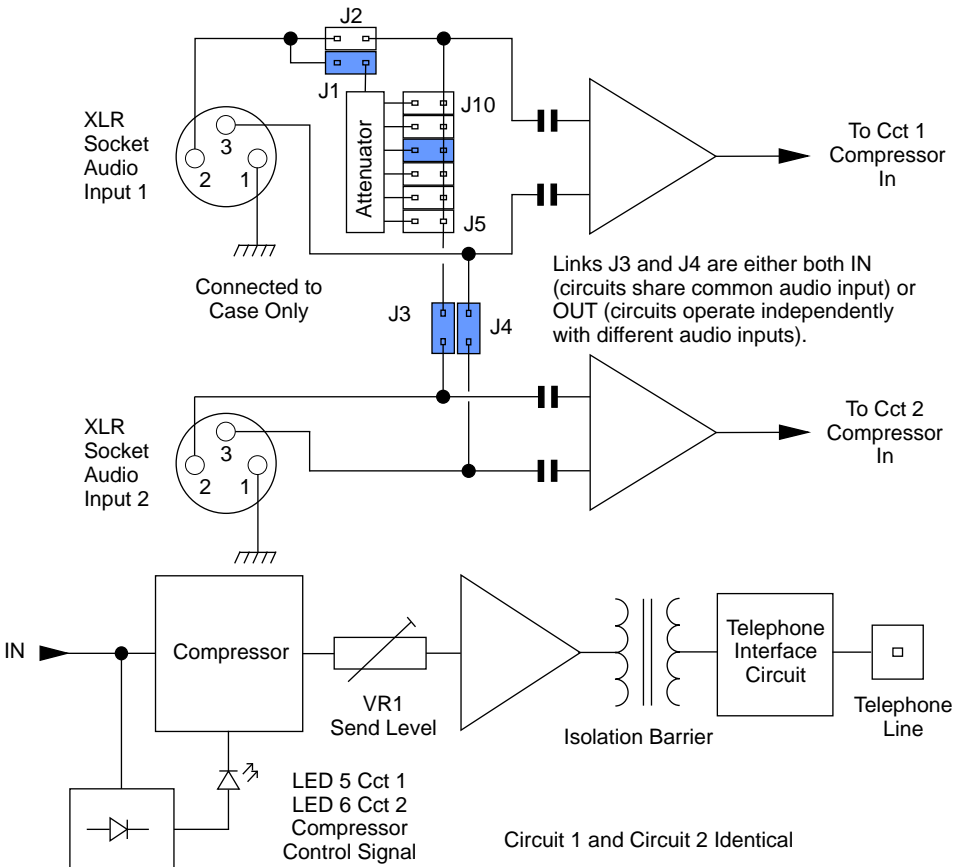 J2
J1
J10
XLR
Socket
Audio
Input 1
3
2
1
Attenuator
J5
To Cct 1
Compressor
In
Connected to
Case Only
Links J3 and J4 are either both IN
(circuits share common audio input) or
OUT (circuits operate independently
with different audio inputs).
J3
J4
XLR
Socket
Audio
Input 2
3
2
1
To Cct 2
Compressor
In
IN
Compressor
VR1
Send Level
Isolation Barrier
Telephone
Interface
Circuit
Telephone
Line
LED 5 Cct 1
LED 6 Cct 2
Compressor
Control Signal
Circuit 1 and Circuit 2 Identical